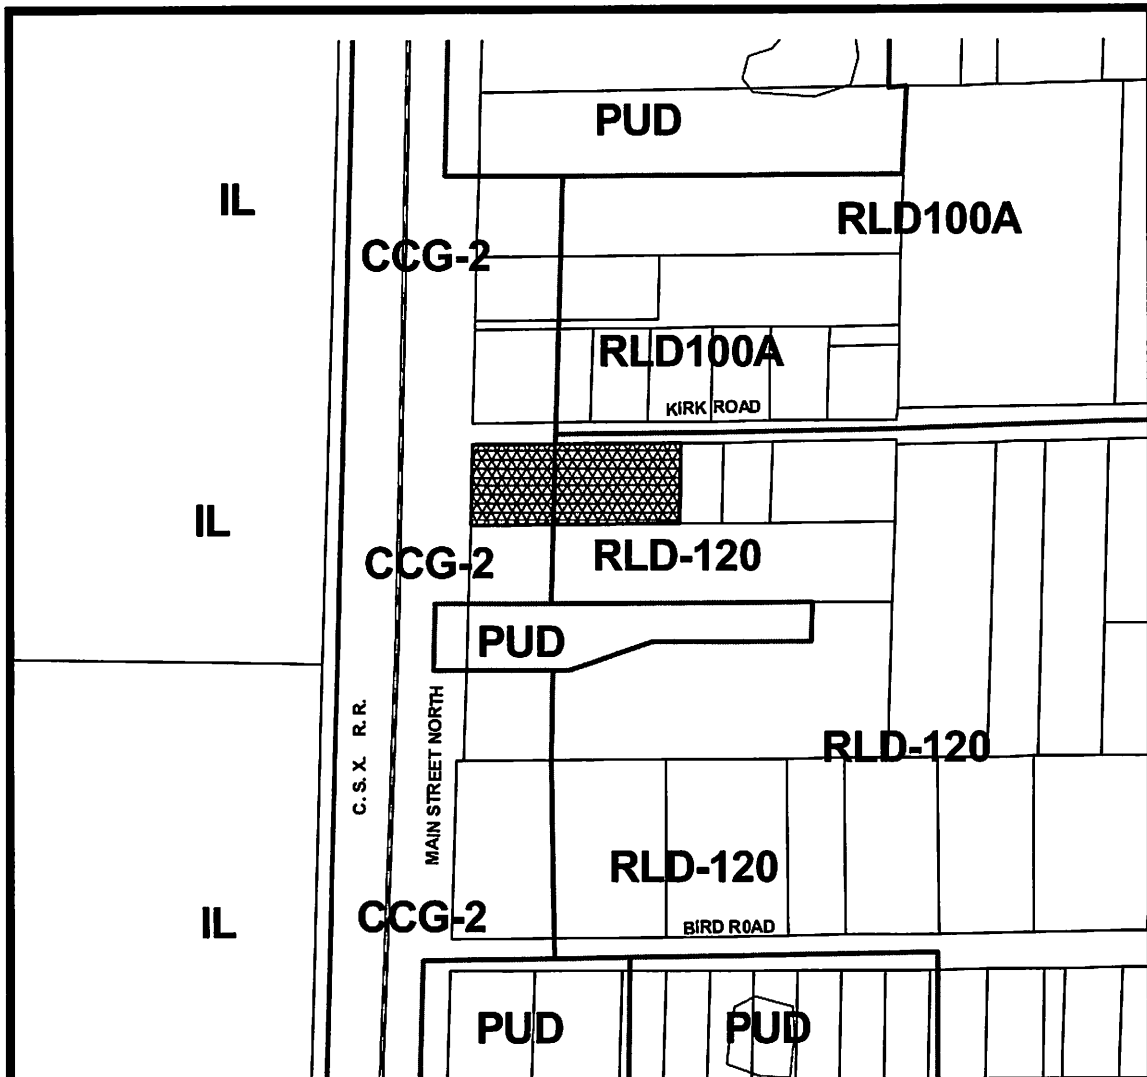 PUD
IL
RLD100A
CCG-2
RLD100A
KIRK ROAD
IL
CCG-2
RLD-120
PUD
C.S.X R.R.
MAIN STREET NORTH
RLD-120
RLD-120
IL
CCG-2
BIRD ROAD
PUD
PUD